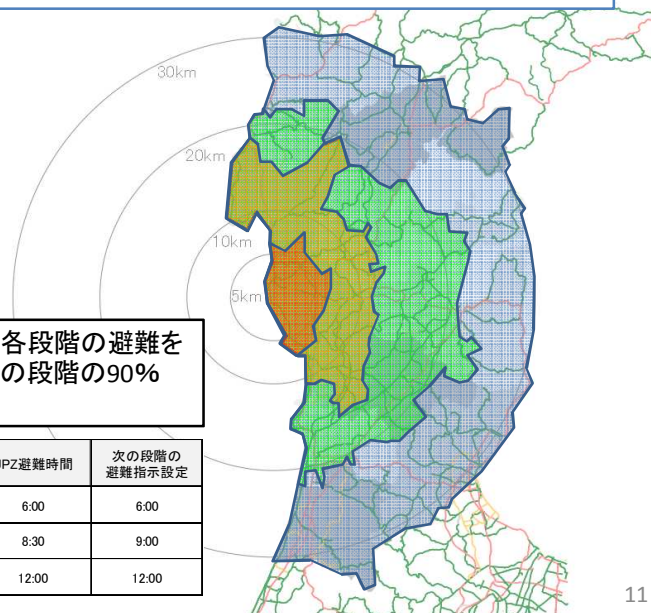 30km
20km
10km
5km
各段階の避難を
の段階の90%
PZ避難時間 次の段階の
避難指示設定
6:00 6:00
8:30 9:00
12:00 12:00
11